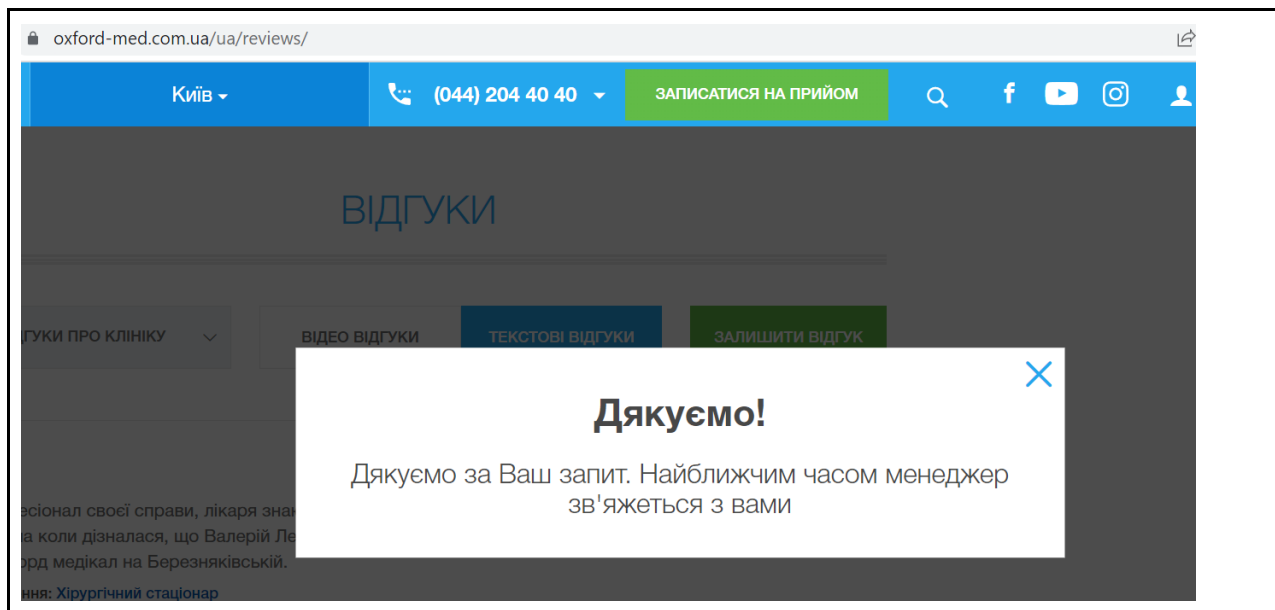 oxford-med.com.ua/ua/reviews/
Київ
(044) 204 40 40
ЗАПИСАТИСЯ НА ПРИЙОМ
f
ВІДГУКИ
ГУКИ ПРО КЛІНІКУ
ВІДЕО ВІДГУКИ
ТЕКСТОВІ ВІДГУКИ
ЗАЛИШИТИ ВІДГУК
Дякуємо!
Дякуємо за Ваш запит. Найближчим часом менеджер
зв'яжеться з вами
есіонал своєї справи, лікаря знан
а коли дізналася, що Валерій Ле
орд медікал на Березняківській.
ння: Хірургічний стаціонар